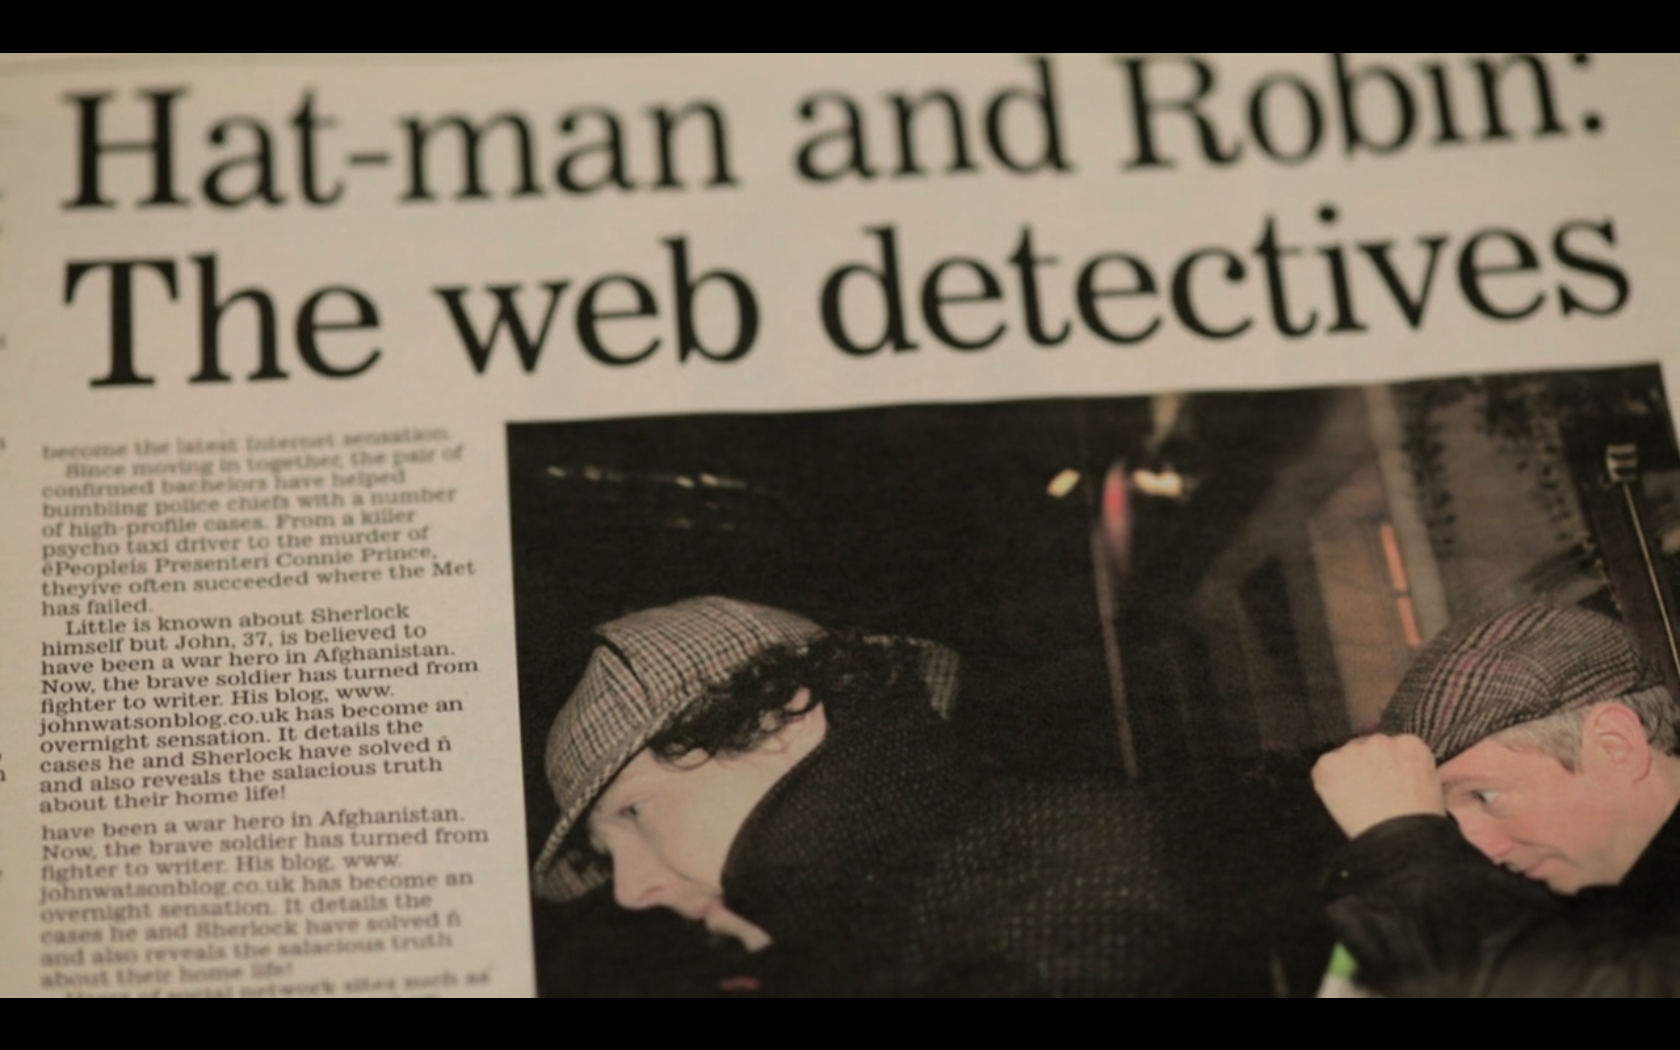 Hat-man and Robin:
The web detectives
become the latest Internet sensation.
Since moving in together, the pair of
confirmed bachelors have helped
bumbling police chiefs with a number
of high-profile cases. From a killer
psycho taxi driver to the murder of
ëPeopleís Presenterí Connie Prince,
theyíve often succeeded where the Met
has failed.
Little is known about Sherlock
himself but John, 37, is believed to
have been a war hero in Afghanistan.
Now, the brave soldier has turned from
fighter to writer. His blog, www.
johnwatsonblog.co.uk has become an
overnight sensation. It details the
cases he and Sherlock have solved ñ
and also reveals the salacious truth
about their home life!
have been a war hero in Afghanistan.
Now, the brave soldier has turned from
fighter to writer. His blog, www.
johnwatsonblog.co.uk has become an
overnight sensation. It details the
cases he and Sherlock have solved ñ
and also reveals the salacious truth
about their home life!
Users of social network sites such as